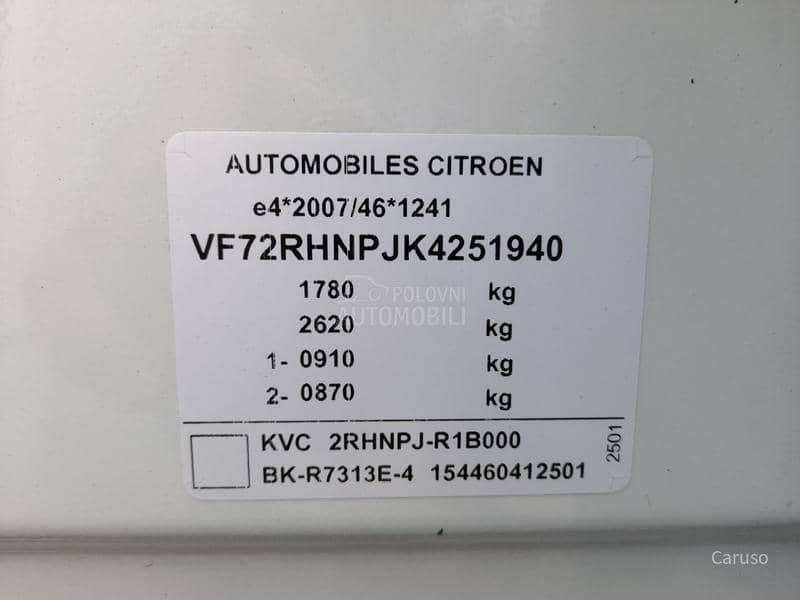 AUTOMOBILES CITROEN
e4*2007/46*1241
VF72RHNPJK4251940
1780 kg
POLOVNI
AUTOMOBILI
2620 kg
1- 0910 kg
2- 0870 kg
KVC 2RHNPJ-R1B000
BK-R7313E-4 154460412501
2501
Caruso